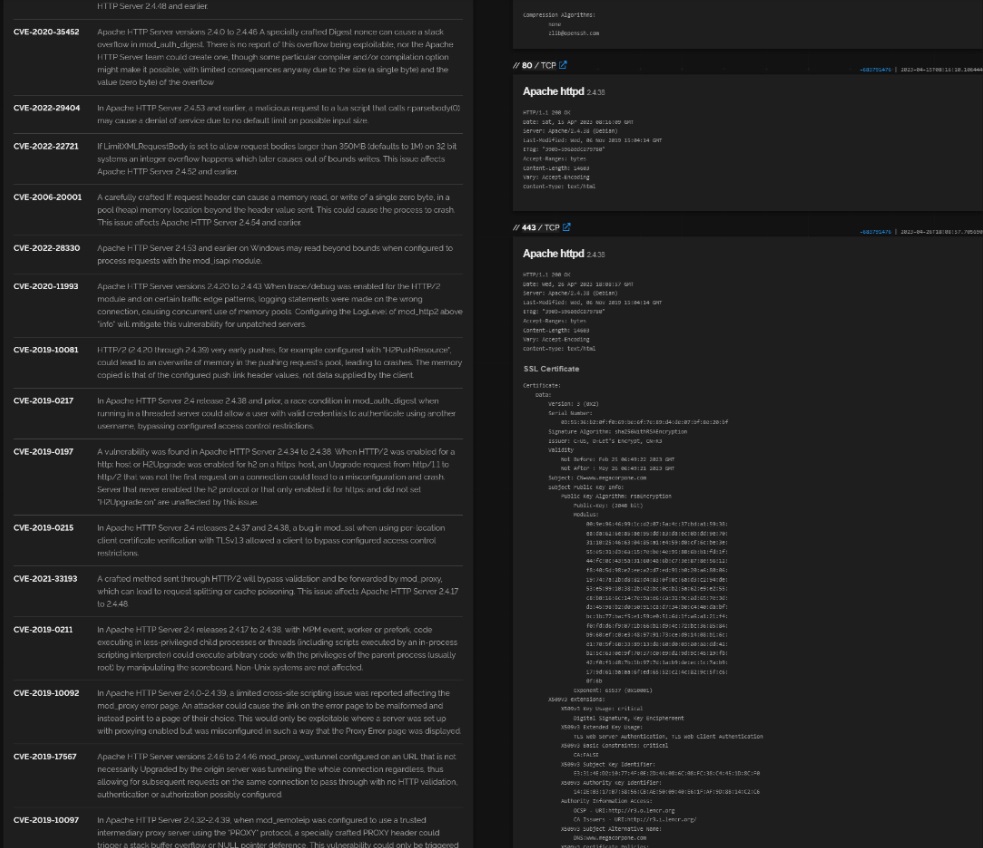 HTTP Server 2.4.48 and earlier.
CVE-2020-35452
Apache HTTP Server versions 2.4.0 to 2.4.46 A specially crafted Digest nonce can cause a stack
overflow in mod_auth_digest. There is no report of this overflow being exploitable, nor the Apache
HTTP Server team could create one, though some particular compiler and/or compilation option
might make it possible, with limited consequences anyway due to the size (a single byte) and the
value (zero byte) of the overflow
CVE-2022-29404
In Apache HTTP Server 2.4.53 and earlier, a malicious request to a lua script that calls r:parsebody(0)
may cause a denial of service due to no default limit on possible input size.
CVE-2022-22721
If LimitXMLRequestBody is set to allow request bodies larger than 350MB (defaults to 1M) on 32 bit
systems an integer overflow happens which later causes out of bounds writes. This issue affects
Apache HTTP Server 2.4.52 and earlier.
CVE-2006-20001
A carefully crafted If: request header can cause a memory read, or write of a single zero byte, in a
pool (heap) memory location beyond the header value sent. This could cause the process to crash.
This issue affects Apache HTTP Server 2.4.54 and earlier.
CVE-2022-28330
Apache HTTP Server 2.4.53 and earlier on Windows may read beyond bounds when configured to
process requests with the mod_isapi module.
CVE-2020-11993
Apache HTTP Server versions 2.4.20 to 2.4.43 When trace/debug was enabled for the HTTP/2
module and on certain traffic edge patterns, logging statements were made on the wrong
connection, causing concurrent use of memory pools. Configuring the LogLevel of mod_http2 above
"info" will mitigate this vulnerability for unpatched servers.
CVE-2019-10081
HTTP/2 (2.4.20 through 2.4.39) very early pushes, for example configured with "H2PushResource",
could lead to an overwrite of memory in the pushing request's pool, leading to crashes. The memory
copied is that of the configured push link header values, not data supplied by the client.
CVE-2019-0217
In Apache HTTP Server 2.4 release 2.4.38 and prior, a race condition in mod_auth_digest when
running in a threaded server could allow a user with valid credentials to authenticate using another
username, bypassing configured access control restrictions.
CVE-2019-0197
A vulnerability was found in Apache HTTP Server 2.4.34 to 2.4.38. When HTTP/2 was enabled for a
http: host or H2Upgrade was enabled for h2 on a https: host, an Upgrade request from http/1.1 to
http/2 that was not the first request on a connection could lead to a misconfiguration and crash.
Server that never enabled the h2 protocol or that only enabled it for https: and did not set
"H2Upgrade on" are unaffected by this issue.
CVE-2019-0215
In Apache HTTP Server 2.4 releases 2.4.37 and 2.4.38, a bug in mod_ssl when using per-location
client certificate verification with TLSv1.3 allowed a client to bypass configured access control
restrictions.
CVE-2021-33193
A crafted method sent through HTTP/2 will bypass validation and be forwarded by mod_proxy,
which can lead to request splitting or cache poisoning. This issue affects Apache HTTP Server 2.4.17
to 2.4.48.
CVE-2019-0211
In Apache HTTP Server 2.4 releases 2.4.17 to 2.4.38, with MPM event, worker or prefork, code
executing in less-privileged child processes or threads (including scripts executed by an in-process
scripting interpreter) could execute arbitrary code with the privileges of the parent process (usually
root) by manipulating the scoreboard. Non-Unix systems are not affected.
CVE-2019-10092
In Apache HTTP Server 2.4.0-2.4.39, a limited cross-site scripting issue was reported affecting the
mod_proxy error page. An attacker could cause the link on the error page to be malformed and
instead point to a page of their choice. This would only be exploitable where a server was set up
with proxying enabled but was misconfigured in such a way that the Proxy Error page was displayed.
CVE-2019-17567
Apache HTTP Server versions 2.4.6 to 2.4.46 mod_proxy_wstunnel configured on an URL that is not
necessarily Upgraded by the origin server was tunneling the whole connection regardless, thus
allowing for subsequent requests on the same connection to pass through with no HTTP validation,
authentication or authorization possibly configured.
CVE-2019-10097
In Apache HTTP Server 2.4.32-2.4.39, when mod_remoteip was configured to use a trusted
intermediary proxy server using the "PROXY" protocol, a specially crafted PROXY header could
trigger a stack buffer overflow or NULL pointer deference. This vulnerability could only be triggered
Compression Algorithms:
none
zlib@openssh.com
// 80 / TCP
Apache httpd 2.4.38
HTTP/1.1 200 OK
Server: Apache/2.4.38 (Debian)
Last-Modified: Wed, 06 Nov 2019 15:04:14 GMT
Accept-Ranges: bytes
Content-Length: 14603
Vary: Accept-Encoding
Content-Type: text/html
// 443 / TCP
Apache httpd 2.4.38
HTTP/1.1 200 OK
Server: Apache/2.4.38 (Debian)
Last-Modified: Wed, 06 Nov 2019 15:04:14 GMT
Accept-Ranges: bytes
Content-Length: 14603
Vary: Accept-Encoding
Content-Type: text/html
SSL Certificate
Certificate:
Data:
Version: 3 (0x2)
Serial Number:
Signature Algorithm: sha256WithRSAEncryption
Issuer: C=US, O=Let's Encrypt, CN=R3
Validity
Subject: CN=www.megacorpone.com
Subject Public Key Info:
Public Key Algorithm: rsaEncryption
Public-Key: (2048 bit)
Modulus:
Exponent: 65537 (0x10001)
X509v3 extensions:
X509v3 Key Usage: critical
Digital Signature, Key Encipherment
X509v3 Extended Key Usage:
TLS Web Server Authentication, TLS Web Client Authentication
X509v3 Basic Constraints: critical
CA:FALSE
X509v3 Subject Key Identifier:
X509v3 Authority Key Identifier:
Authority Information Access:
OCSP - URI:http://r3.o.lencr.org
CA Issuers - URI:http://r3.i.lencr.org/
X509v3 Subject Alternative Name:
DNS:www.megacorpone.com
X509v3 Certificate Policies: